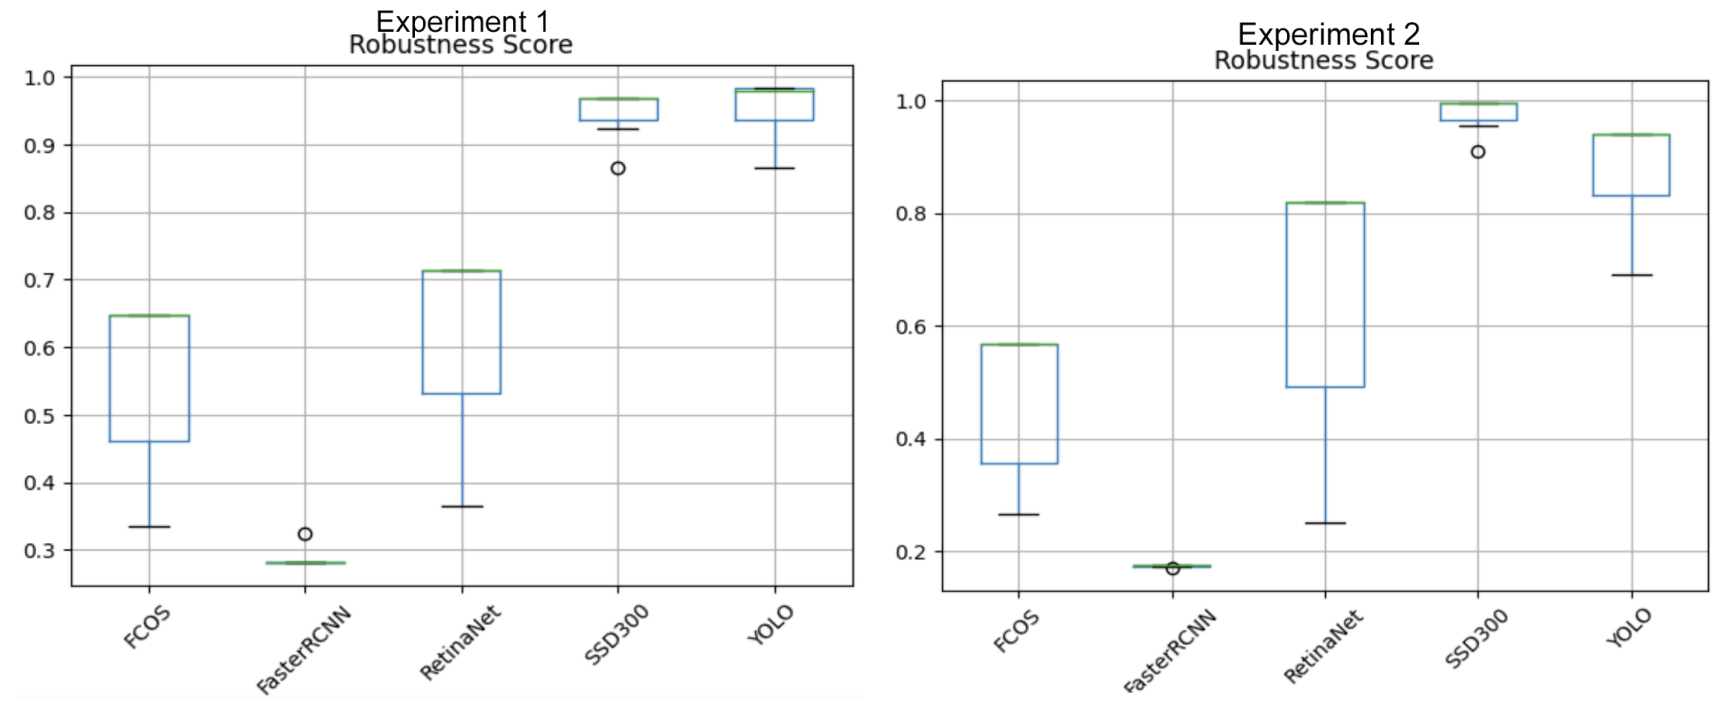 Experiment 1
Robustness Score
1.0
0.9
0.8
0.7
0.6
0.5
0.4
0.3
FCOS
FasterRCNN
RetinaNet
SSD300
YOLO
Experiment 2
Robustness Score
1.0
0.8
0.6
0.4
0.2
FCOS
FasterRCNN
RetinaNet
SSD300
YOLO